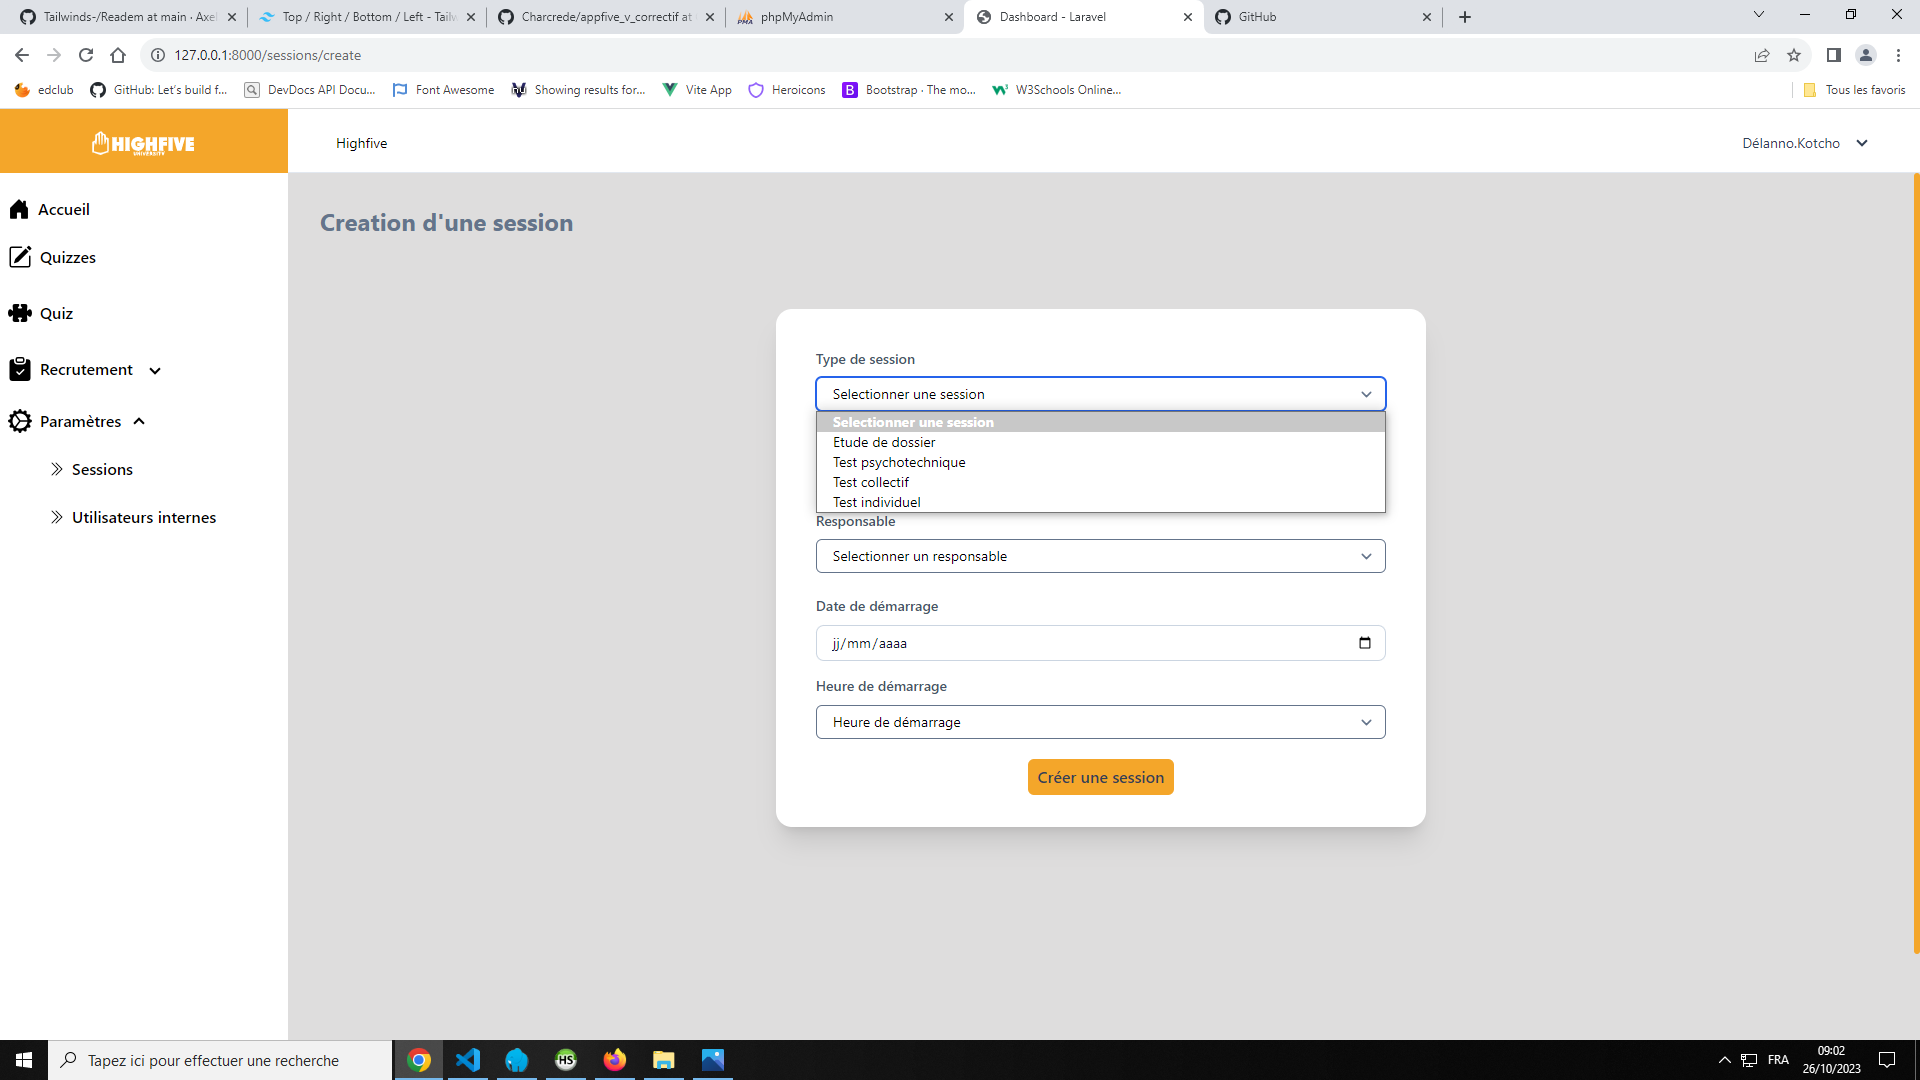 Tailwinds-/Readem at main · Axel
Top / Right / Bottom / Left - Tailw
Charcrede/appfive_v_correctif at
phpMyAdmin
Dashboard - Laravel
GitHub
127.0.0.1:8000/sessions/create
edclub
GitHub: Let's build f...
DevDocs API Docu...
Font Awesome
Showing results for...
Vite App
Heroicons
Bootstrap · The mo...
W3Schools Online...
Tous les favoris
HIGHFIVE
UNIVERSITY
Highfive
Délanno.Kotcho
Accueil
Quizzes
Quiz
Recrutement
Paramètres
Sessions
Utilisateurs internes
Creation d'une session
Type de session
Selectionner une session
Selectionner une session
Etude de dossier
Test psychotechnique
Test collectif
Test individuel
Responsable
Selectionner un responsable
Date de démarrage
jj/mm/aaaa
Heure de démarrage
Heure de démarrage
Créer une session
Tapez ici pour effectuer une recherche
HS
FRA
09:02
26/10/2023